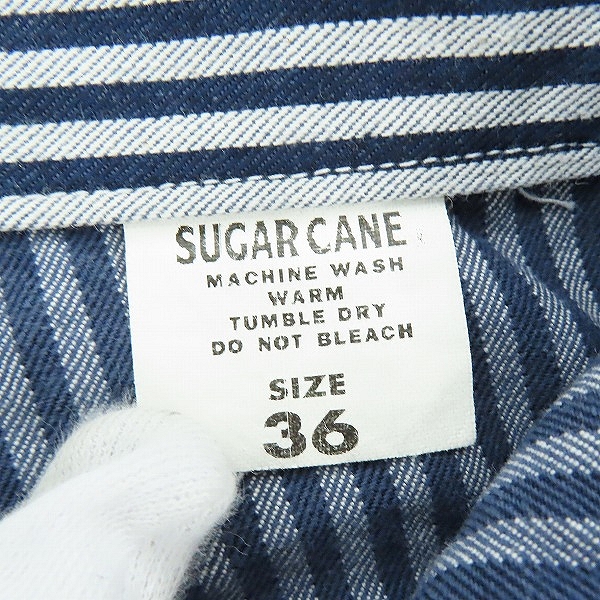 SUGAR CANE
MACHINE WASH
WARM
TUMBLE DRY
DO NOT BLEACH
SIZE
36